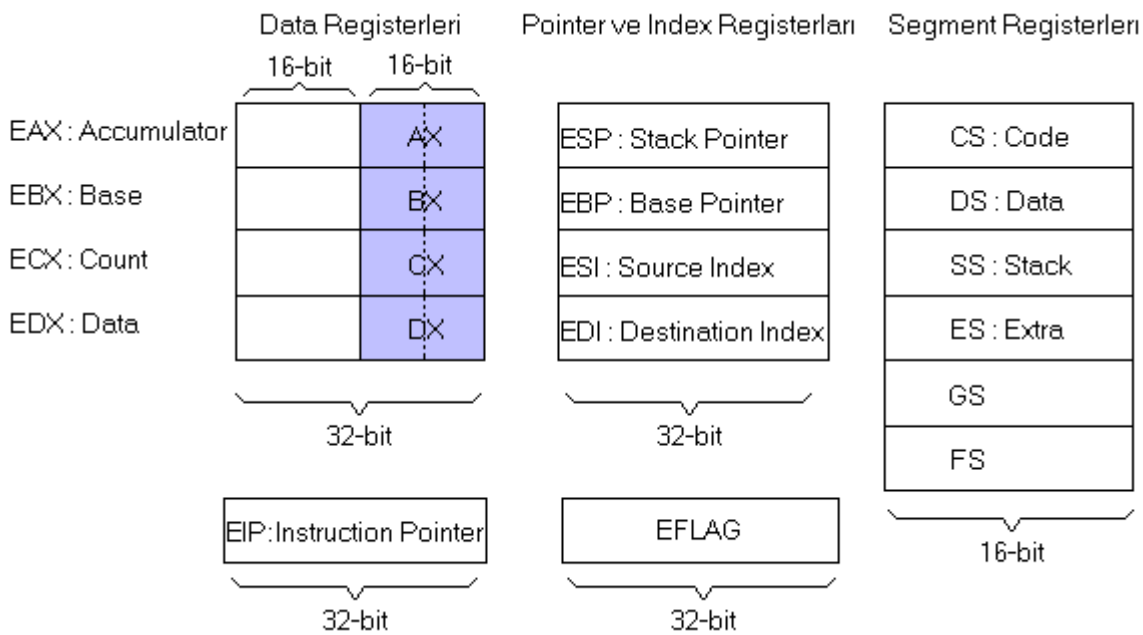 Data Registerleri
Pointer ve Index Registerları
Segment Registerleri
16-bit
16-bit
EAX : Accumulator
AX
EBX : Base
BX
ECX : Count
CX
EDX : Data
DX
32-bit
ESP : Stack Pointer
EBP : Base Pointer
ESI : Source Index
EDI : Destination Index
32-bit
CS : Code
DS : Data
SS : Stack
ES : Extra
GS
FS
16-bit
EIP:Instruction Pointer
32-bit
EFLAG
32-bit